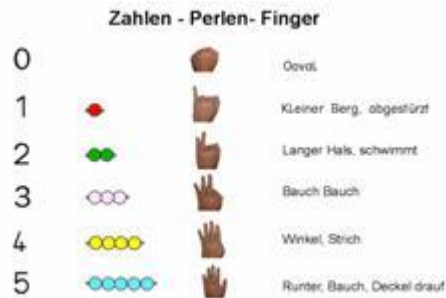 Zahlen - Perlen- Finger
0 Ooval
1 Kleiner Berg, abgestürzt
2 Langer Hals, schwimmt
3 Bauch Bauch
4 Winkel, Strich
5 Runter, Bauch, Deckel drauf